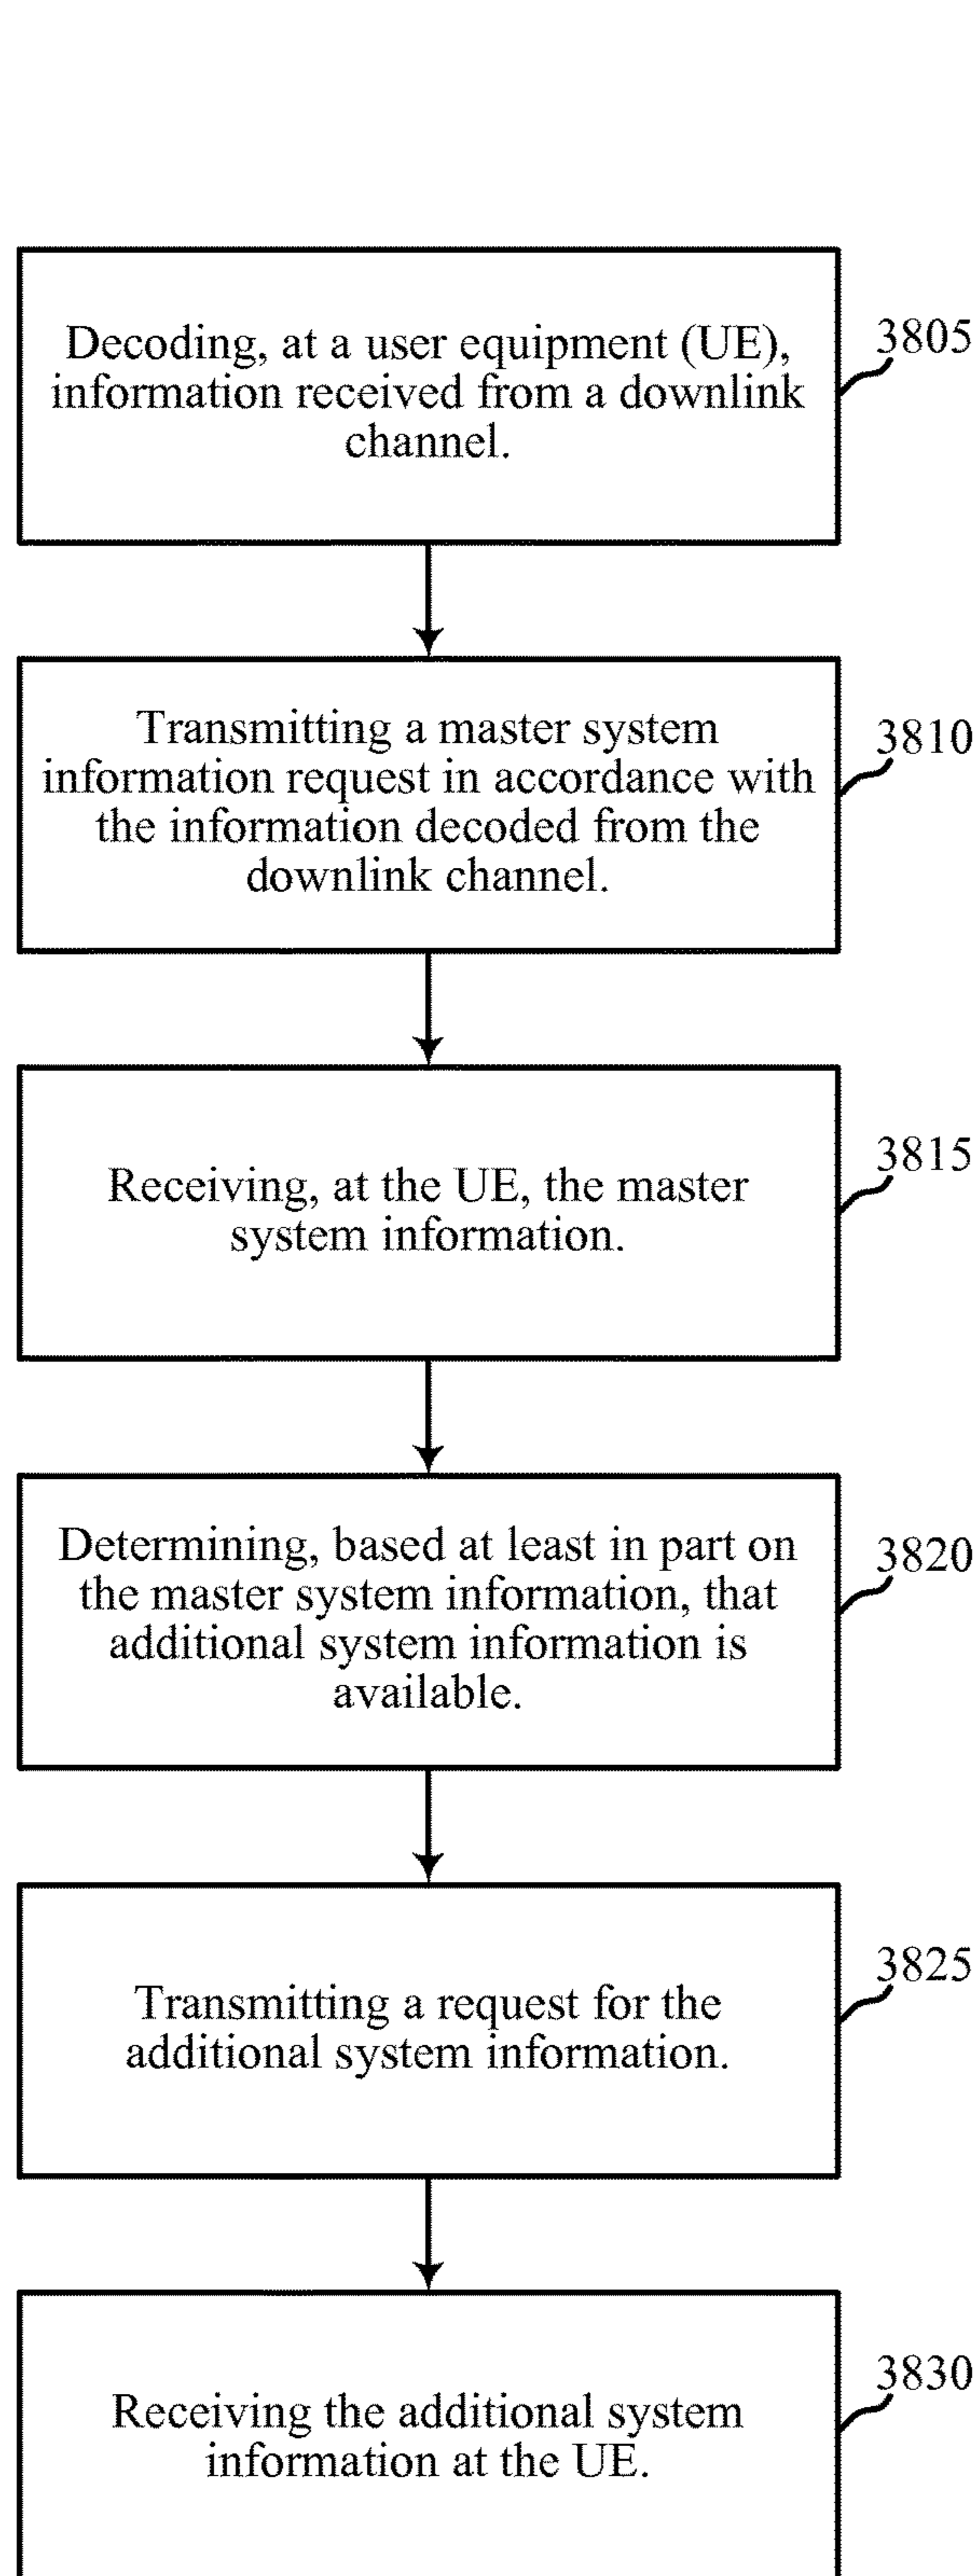 Decoding, at a user equipment (UE),
information received from a downlink
channel.
3805
Transmitting a master system
information request in accordance with
the information decoded from the
downlink channel.
3810
Receiving, at the UE, the master
system information.
3815
Determining, based at least in part on
the master system information, that
additional system information is
available.
3820
Transmitting a request for the
additional system information.
3825
Receiving the additional system
information at the UE.
3830